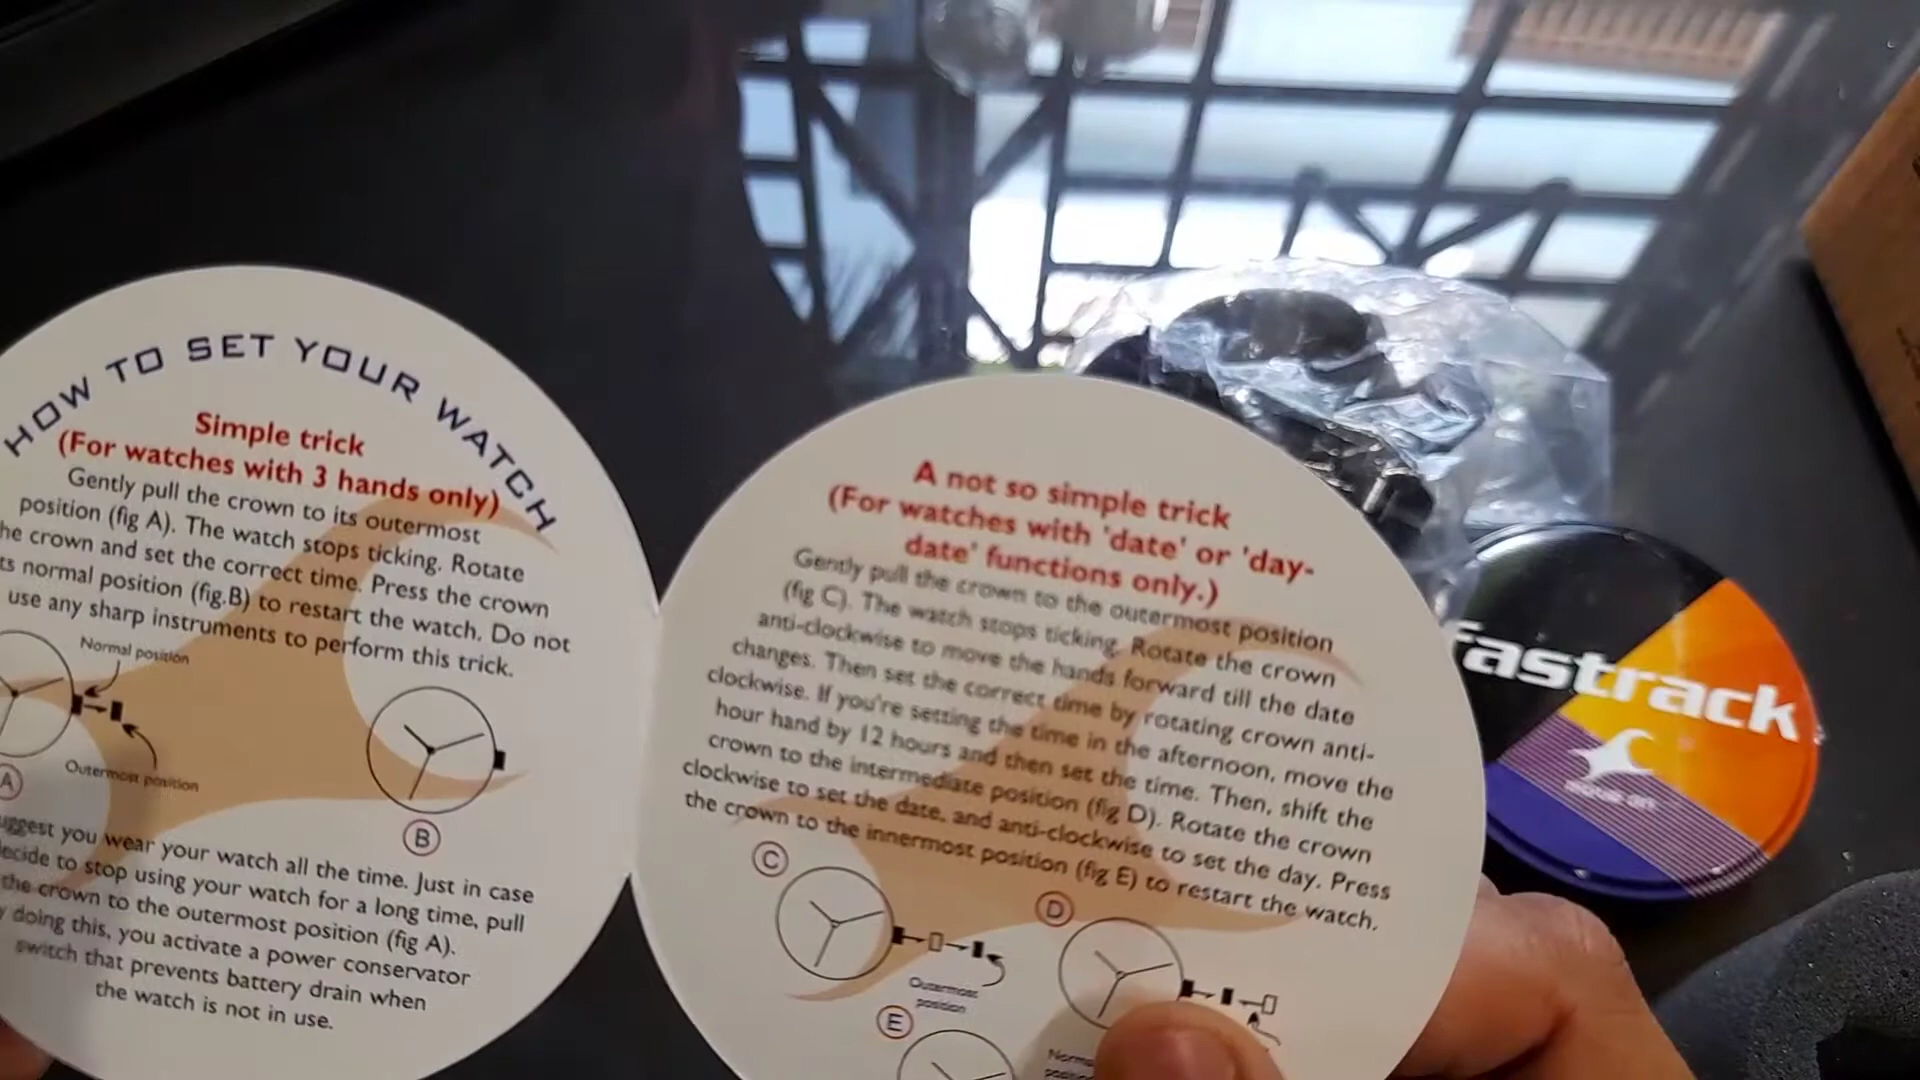 HOW TO SET YOUR WATCH
Simple trick
(For watches with 3 hands only)
Gently pull the crown to its outermost
position (fig A). The watch stops ticking. Rotate
he crown and set the correct time. Press the crown
ts normal position (fig.B) to restart the watch. Do not
use any sharp instruments to perform this trick.
Normal position
Outermost position
A
B
uggest you wear your watch all the time. Just in case
ecide to stop using your watch for a long time, pull
the crown to the outermost position (fig A).
y doing this, you activate a power conservator
switch that prevents battery drain when
the watch is not in use.
A not so simple trick
(For watches with 'date' or 'day-
date' functions only.)
Gently pull the crown to the outermost position
(fig C). The watch stops ticking. Rotate the crown
anti-clockwise to move the hands forward till the date
changes. Then set the correct time by rotating crown anti-
clockwise. If you're setting the time in the afternoon, move the
hour hand by 12 hours and then set the time. Then, shift the
crown to the intermediate position (fig D). Rotate the crown
clockwise to set the date, and anti-clockwise to set the day. Press
the crown to the innermost position (fig E) to restart the watch.
C
Outermost
position
D
E
Norma
position
fastrack
move on